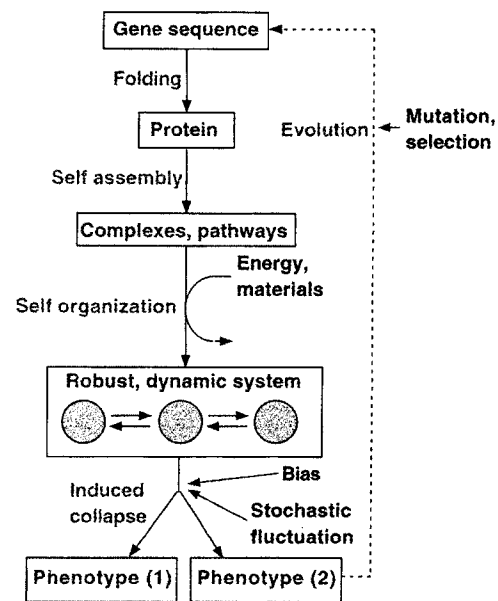 Gene sequence
Folding
Protein
Evolution
Mutation,
selection
Self assembly
Complexes, pathways
Energy,
materials
Self organization
Robust, dynamic system
Bias
Induced
collapse
Stochastic
fluctuation
Phenotype (1)
Phenotype (2)